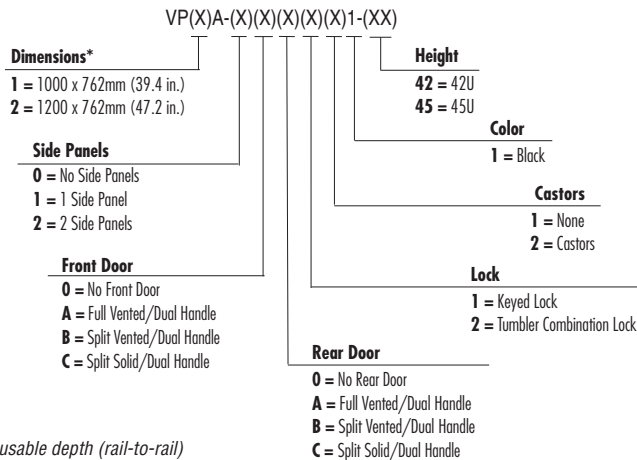 VP(X)A-(X)(X)(X)(X)(X)1-(XX)
Dimensions*
1 = 1000 x 762mm (39.4 in.)
2 = 1200 x 762mm (47.2 in.)
Height
42 = 42U
45 = 45U
Color
1 = Black
Side Panels
0 = No Side Panels
1 = 1 Side Panel
2 = 2 Side Panels
Castors
1 = None
2 = Castors
Front Door
0 = No Front Door
A = Full Vented/Dual Handle
B = Split Vented/Dual Handle
C = Split Solid/Dual Handle
Lock
1 = Keyed Lock
2 = Tumbler Combination Lock
Rear Door
0 = No Rear Door
A = Full Vented/Dual Handle
B = Split Vented/Dual Handle
C = Split Solid/Dual Handle
usable depth (rail-to-rail)